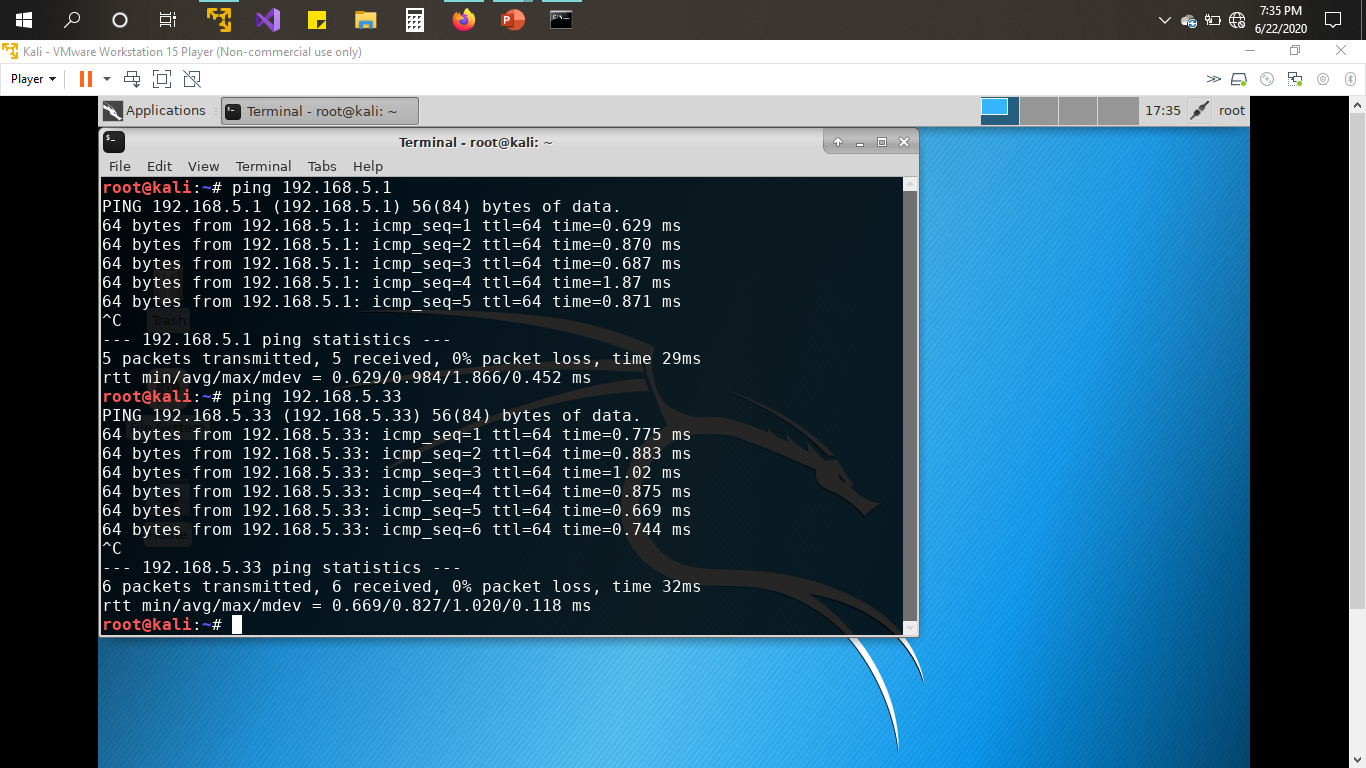 7:35 PM
6/22/2020
Kali - VMware Workstation 15 Player (Non-commercial use only)
Player
Applications
Terminal - root@kali: ~
17:35
root
Terminal - root@kali: ~
File Edit View Terminal Tabs Help
root@kali:~# ping 192.168.5.1
PING 192.168.5.1 (192.168.5.1) 56(84) bytes of data.
64 bytes from 192.168.5.1: icmp_seq=1 ttl=64 time=0.629 ms
64 bytes from 192.168.5.1: icmp_seq=2 ttl=64 time=0.870 ms
64 bytes from 192.168.5.1: icmp_seq=3 ttl=64 time=0.687 ms
64 bytes from 192.168.5.1: icmp_seq=4 ttl=64 time=1.87 ms
64 bytes from 192.168.5.1: icmp_seq=5 ttl=64 time=0.871 ms
^C
Trash
--- 192.168.5.1 ping statistics ---
5 packets transmitted, 5 received, 0% packet loss, time 29ms
rtt min/avg/max/mdev = 0.629/0.984/1.866/0.452 ms
root@kali:~# ping 192.168.5.33
PING 192.168.5.33 (192.168.5.33) 56(84) bytes of data.
64 bytes from 192.168.5.33: icmp_seq=1 ttl=64 time=0.775 ms
64 bytes from 192.168.5.33: icmp_seq=2 ttl=64 time=0.883 ms
64 bytes from 192.168.5.33: icmp_seq=3 ttl=64 time=1.02 ms
64 bytes from 192.168.5.33: icmp_seq=4 ttl=64 time=0.875 ms
64 bytes from 192.168.5.33: icmp_seq=5 ttl=64 time=0.669 ms
64 bytes from 192.168.5.33: icmp_seq=6 ttl=64 time=0.744 ms
^C
--- 192.168.5.33 ping statistics ---
6 packets transmitted, 6 received, 0% packet loss, time 32ms
rtt min/avg/max/mdev = 0.669/0.827/1.020/0.118 ms
root@kali:~#